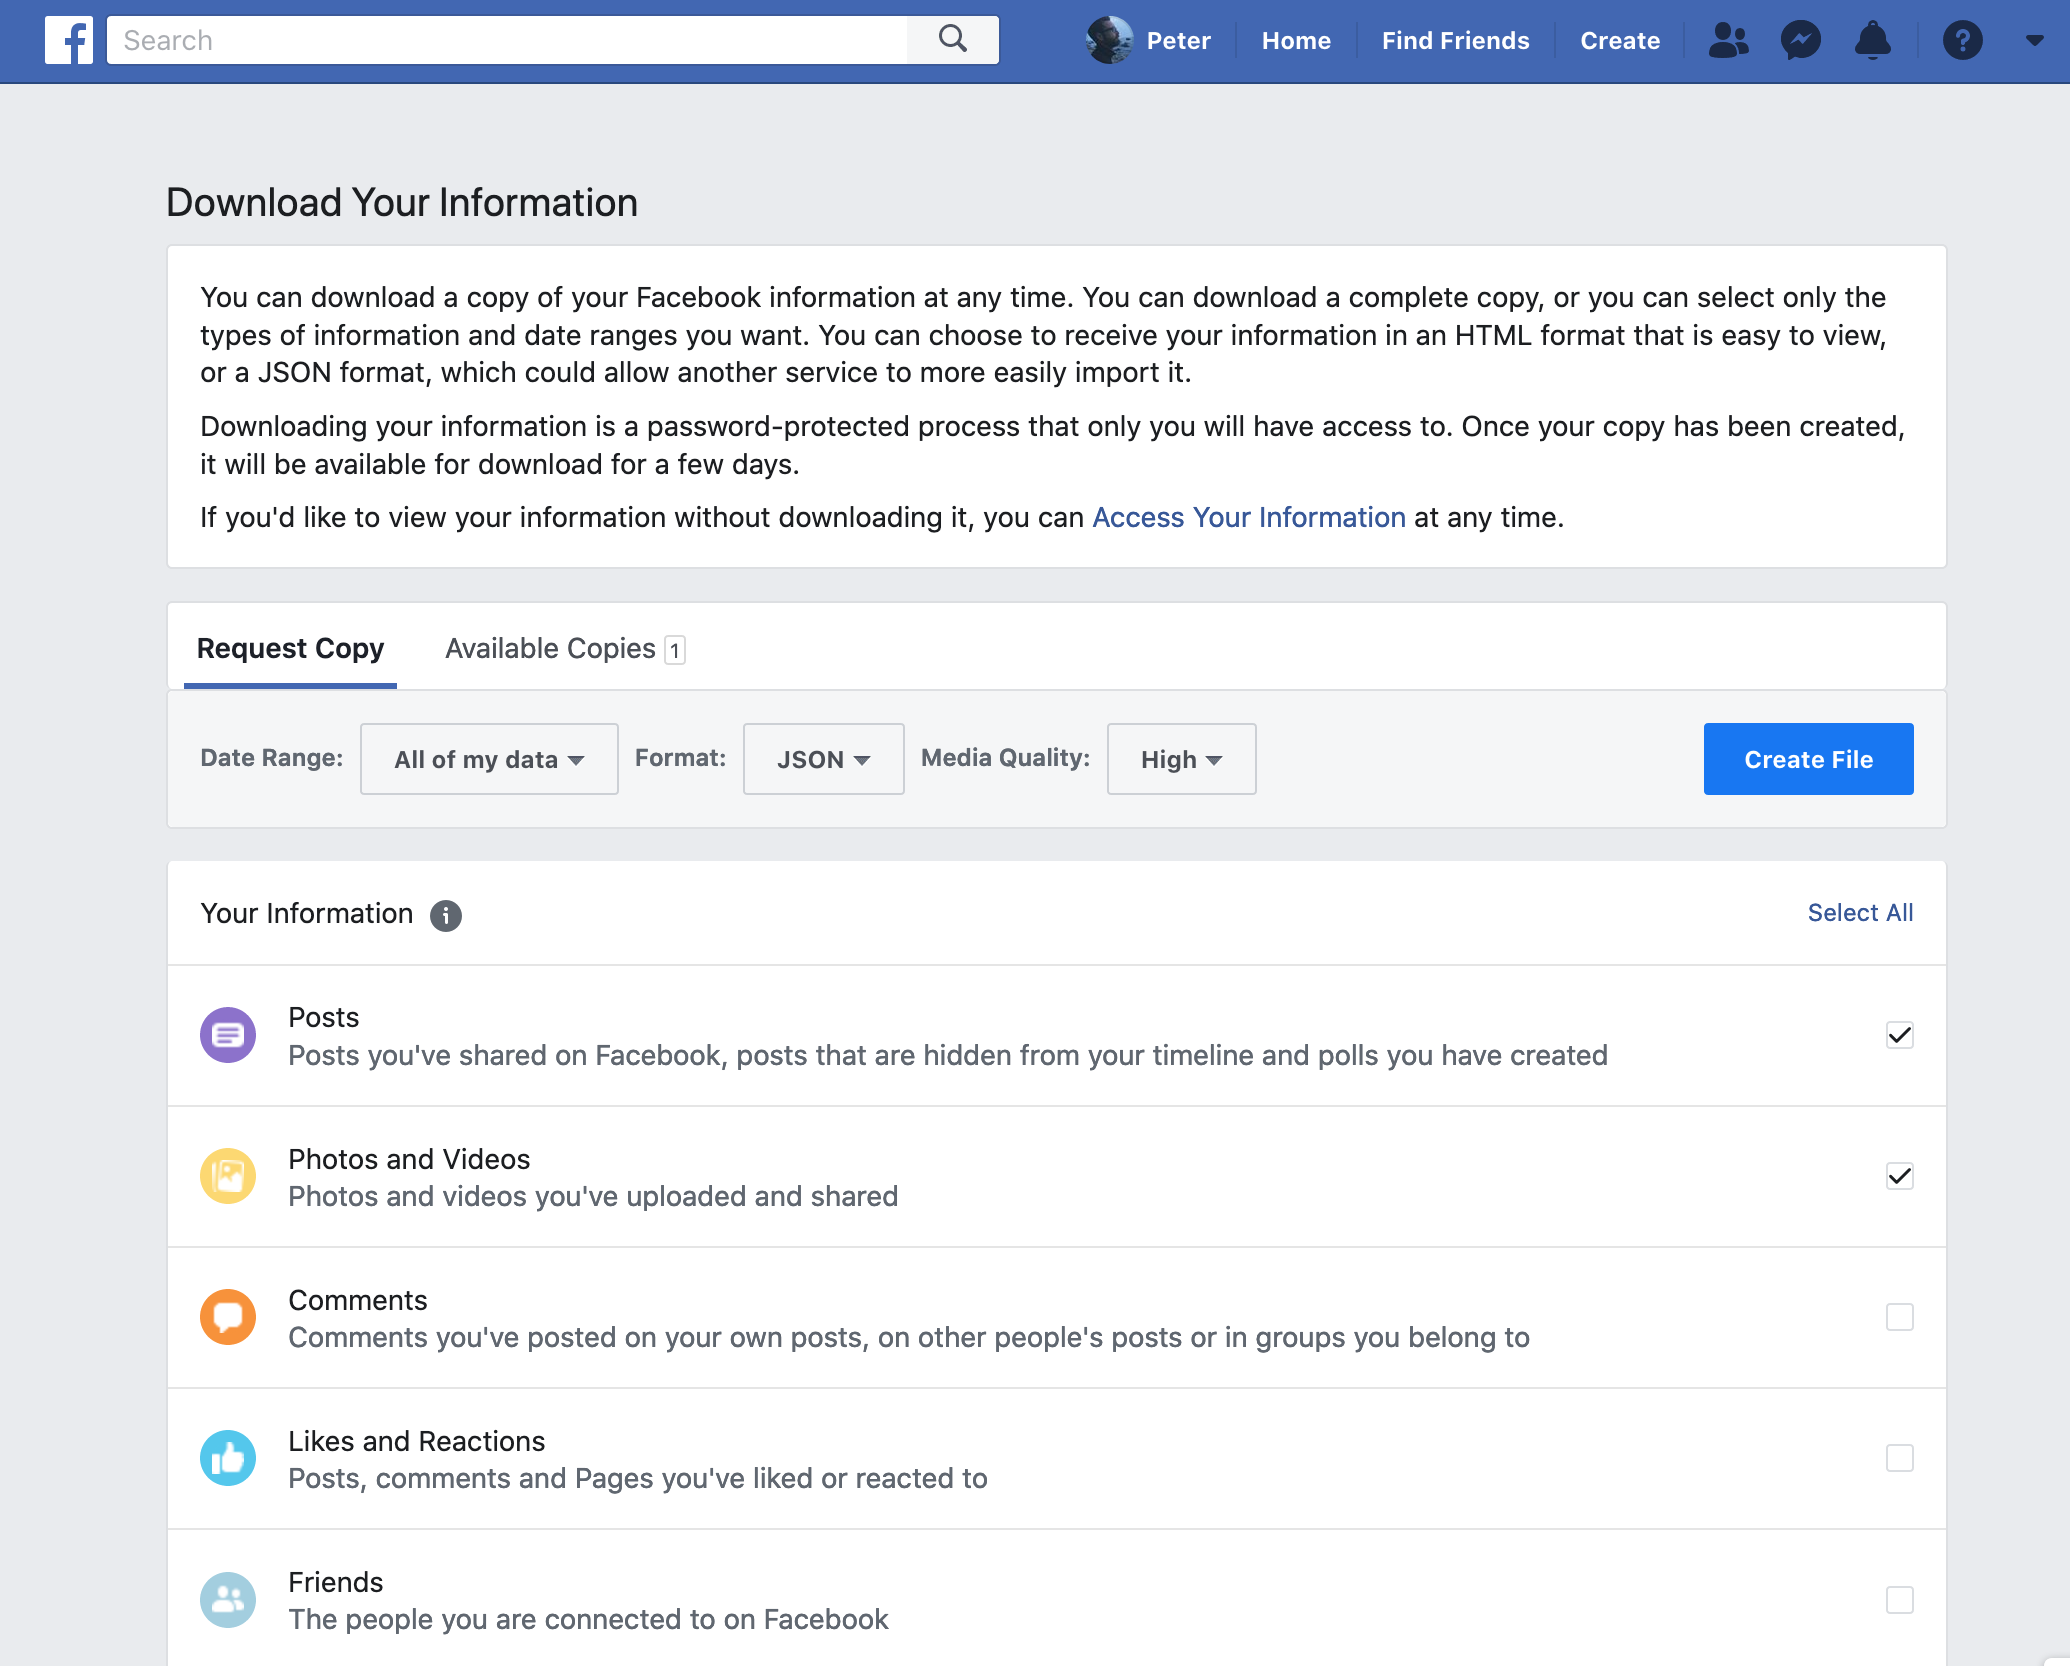 Search
Peter
Home
Find Friends
Create
Download Your Information
You can download a copy of your Facebook information at any time. You can download a complete copy, or you can select only the
types of information and date ranges you want. You can choose to receive your information in an HTML format that is easy to view,
or a JSON format, which could allow another service to more easily import it.
Downloading your information is a password-protected process that only you will have access to. Once your copy has been created,
it will be available for download for a few days.
If you'd like to view your information without downloading it, you can Access Your Information at any time.
Request Copy
Available Copies 1
Date Range: All of my data Format: JSON Media Quality: High
Create File
Your Information
Select All
Posts
Posts you've shared on Facebook, posts that are hidden from your timeline and polls you have created
Photos and Videos
Photos and videos you've uploaded and shared
Comments
Comments you've posted on your own posts, on other people's posts or in groups you belong to
Likes and Reactions
Posts, comments and Pages you've liked or reacted to
Friends
The people you are connected to on Facebook